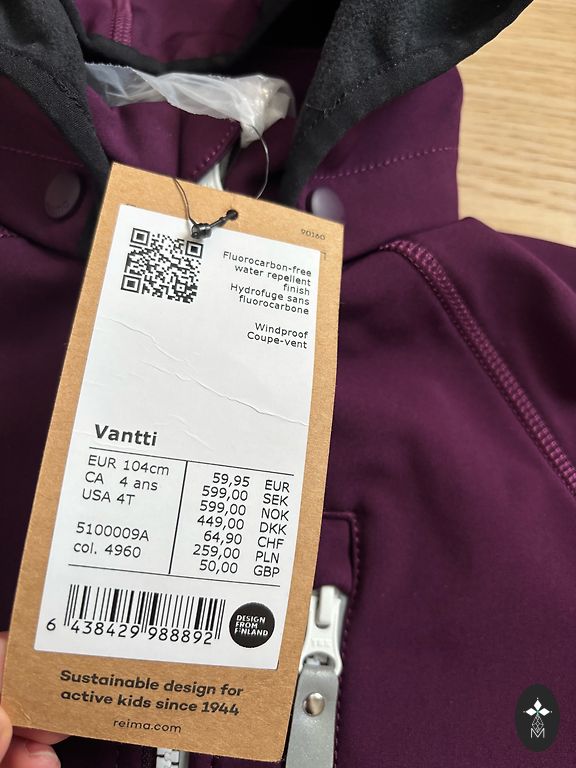 90160
Fluorocarbon-free
water repellent
finish
Hydrofuge sans
fluorocarbone
Windproof
Coupe-vent
Vantti
EUR 104cm
CA 4 ans
USA 4T
5100009A
col. 4960
59,95 EUR
599,00 SEK
599,00 NOK
449,00 DKK
64,90 CHF
259,00 PLN
50,00 GBP
6 438429 988892
DESIGN
FROM
FINLAND
Sustainable design for
active kids since 1944
reima.com
YKK
M